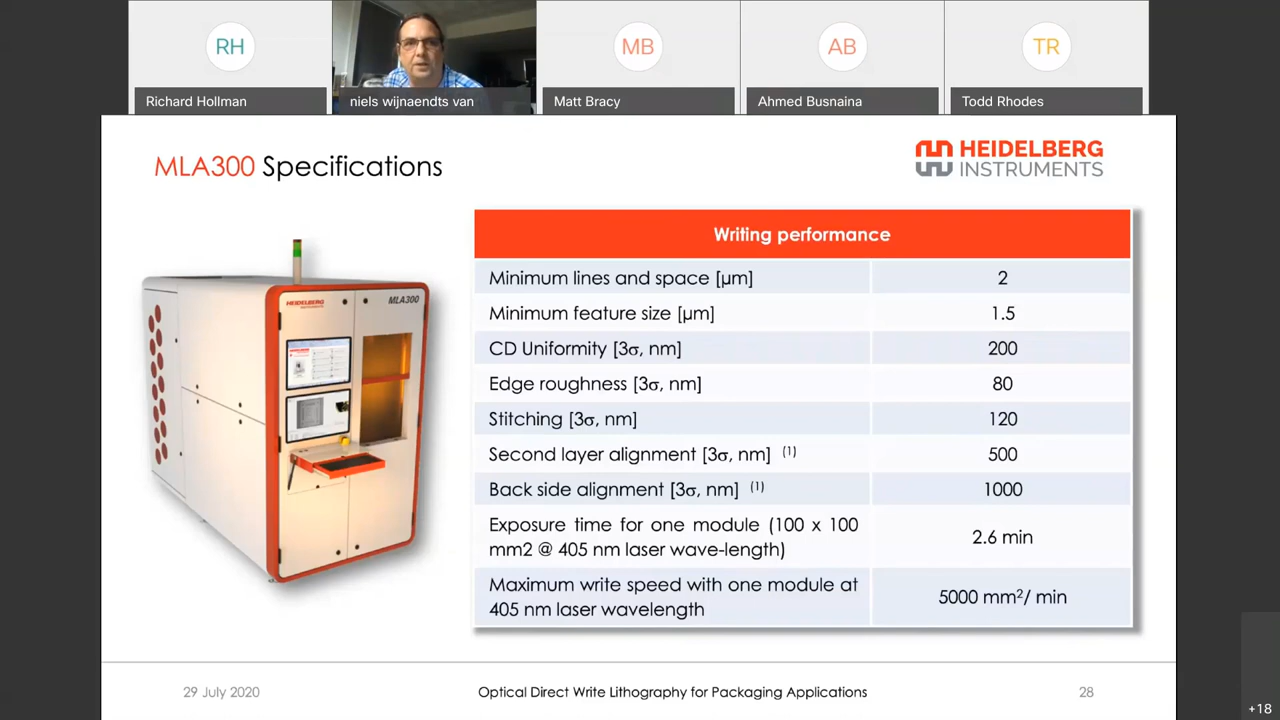 RH
MB
AB
TR
Richard Hollman
niels wijnaendts van
Matt Bracy
Ahmed Busnaina
Todd Rhodes
MLA300 Specifications
HEIDELBERG
INSTRUMENTS
Writing performance
Minimum lines and space [µm] 2
Minimum feature size [µm] 1.5
CD Uniformity [3σ, nm] 200
Edge roughness [3σ, nm] 80
Stitching [3σ, nm] 120
Second layer alignment [3σ, nm] (1) 500
Back side alignment [3σ, nm] (1) 1000
Exposure time for one module (100 x 100
mm2 @ 405 nm laser wave-length)
2.6 min
Maximum write speed with one module at
405 nm laser wavelength
5000 mm²/ min
HEIDELBERG
MLA300
29 July 2020
Optical Direct Write Lithography for Packaging Applications
28
+18